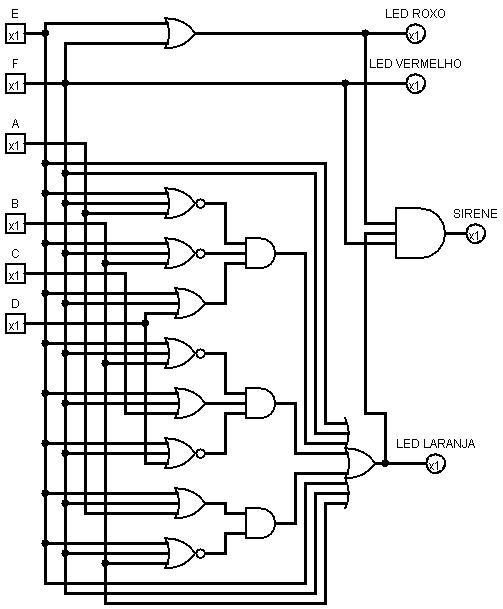 E
LED ROXO
x1
x1
F
LED VERMELHO
x1
x1
A
x1
B
SIRENE
x1
x1
C
x1
D
x1
LED LARANJA
x1